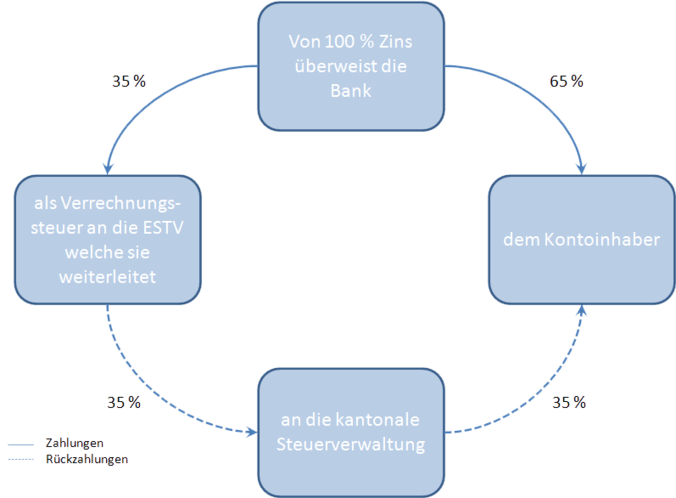 Von 100 % Zins
überweist die
Bank
35 %
65 %
als Verrechnungs-
steuer an die ESTV
welche sie
weiterleitet
dem Kontoinhaber
35 %
35 %
an die kantonale
Steuerverwaltung
Zahlungen
Rückzahlungen